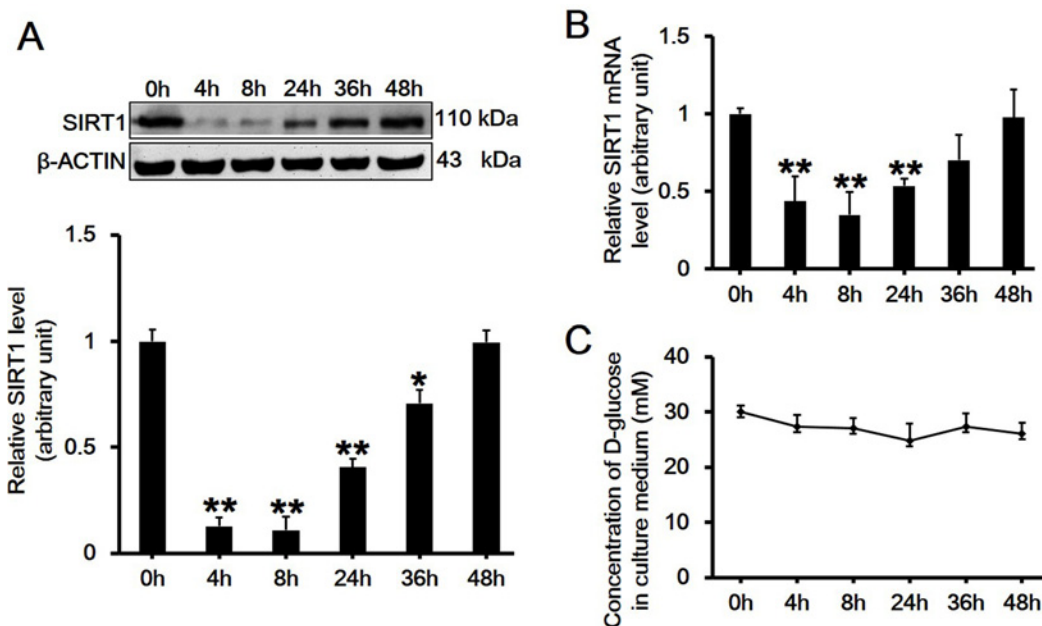 A
0h 4h 8h 24h 36h 48h
SIRT1 110 kDa
β-ACTIN 43 kDa
Relative SIRT1 level
(arbitrary unit)
1.5
1
0.5
0
** ** ** *
0h 4h 8h 24h 36h 48h
B
Relative SIRT1 mRNA
level (arbitrary unit)
1.5
1
0.5
0
** ** **
0h 4h 8h 24h 36h 48h
C
Concentration of D-glucose
in culture medium (mM)
40
30
20
10
0
0h 4h 8h 24h 36h 48h